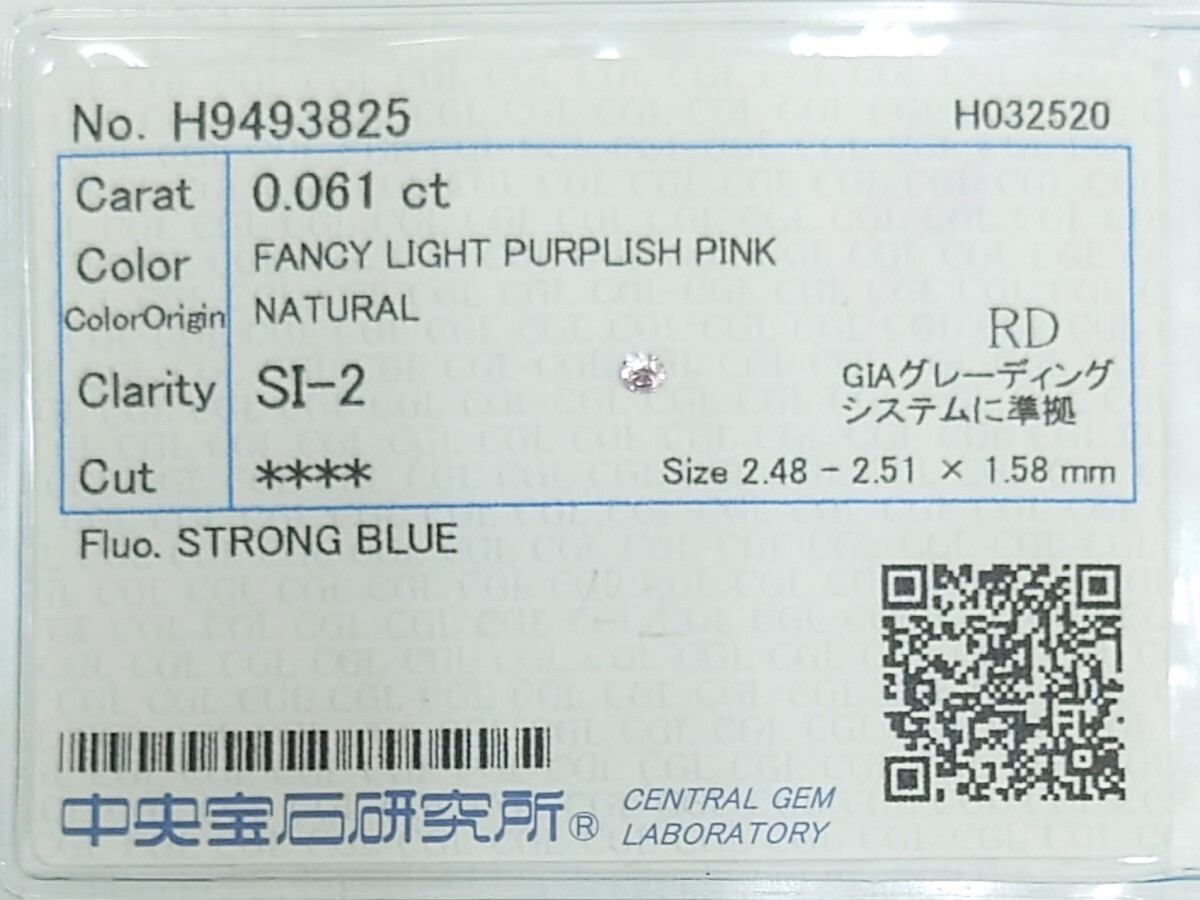 No. H9493825 H032520
Carat 0.061 ct
Color FANCY LIGHT PURPLISH PINK
ColorOrigin NATURAL
RD
Clarity SI-2
GIAグレーディング
システムに準拠
Cut ****
Size 2.48 - 2.51 × 1.58 mm
Fluo. STRONG BLUE
中央宝石研究所® CENTRAL GEM
LABORATORY